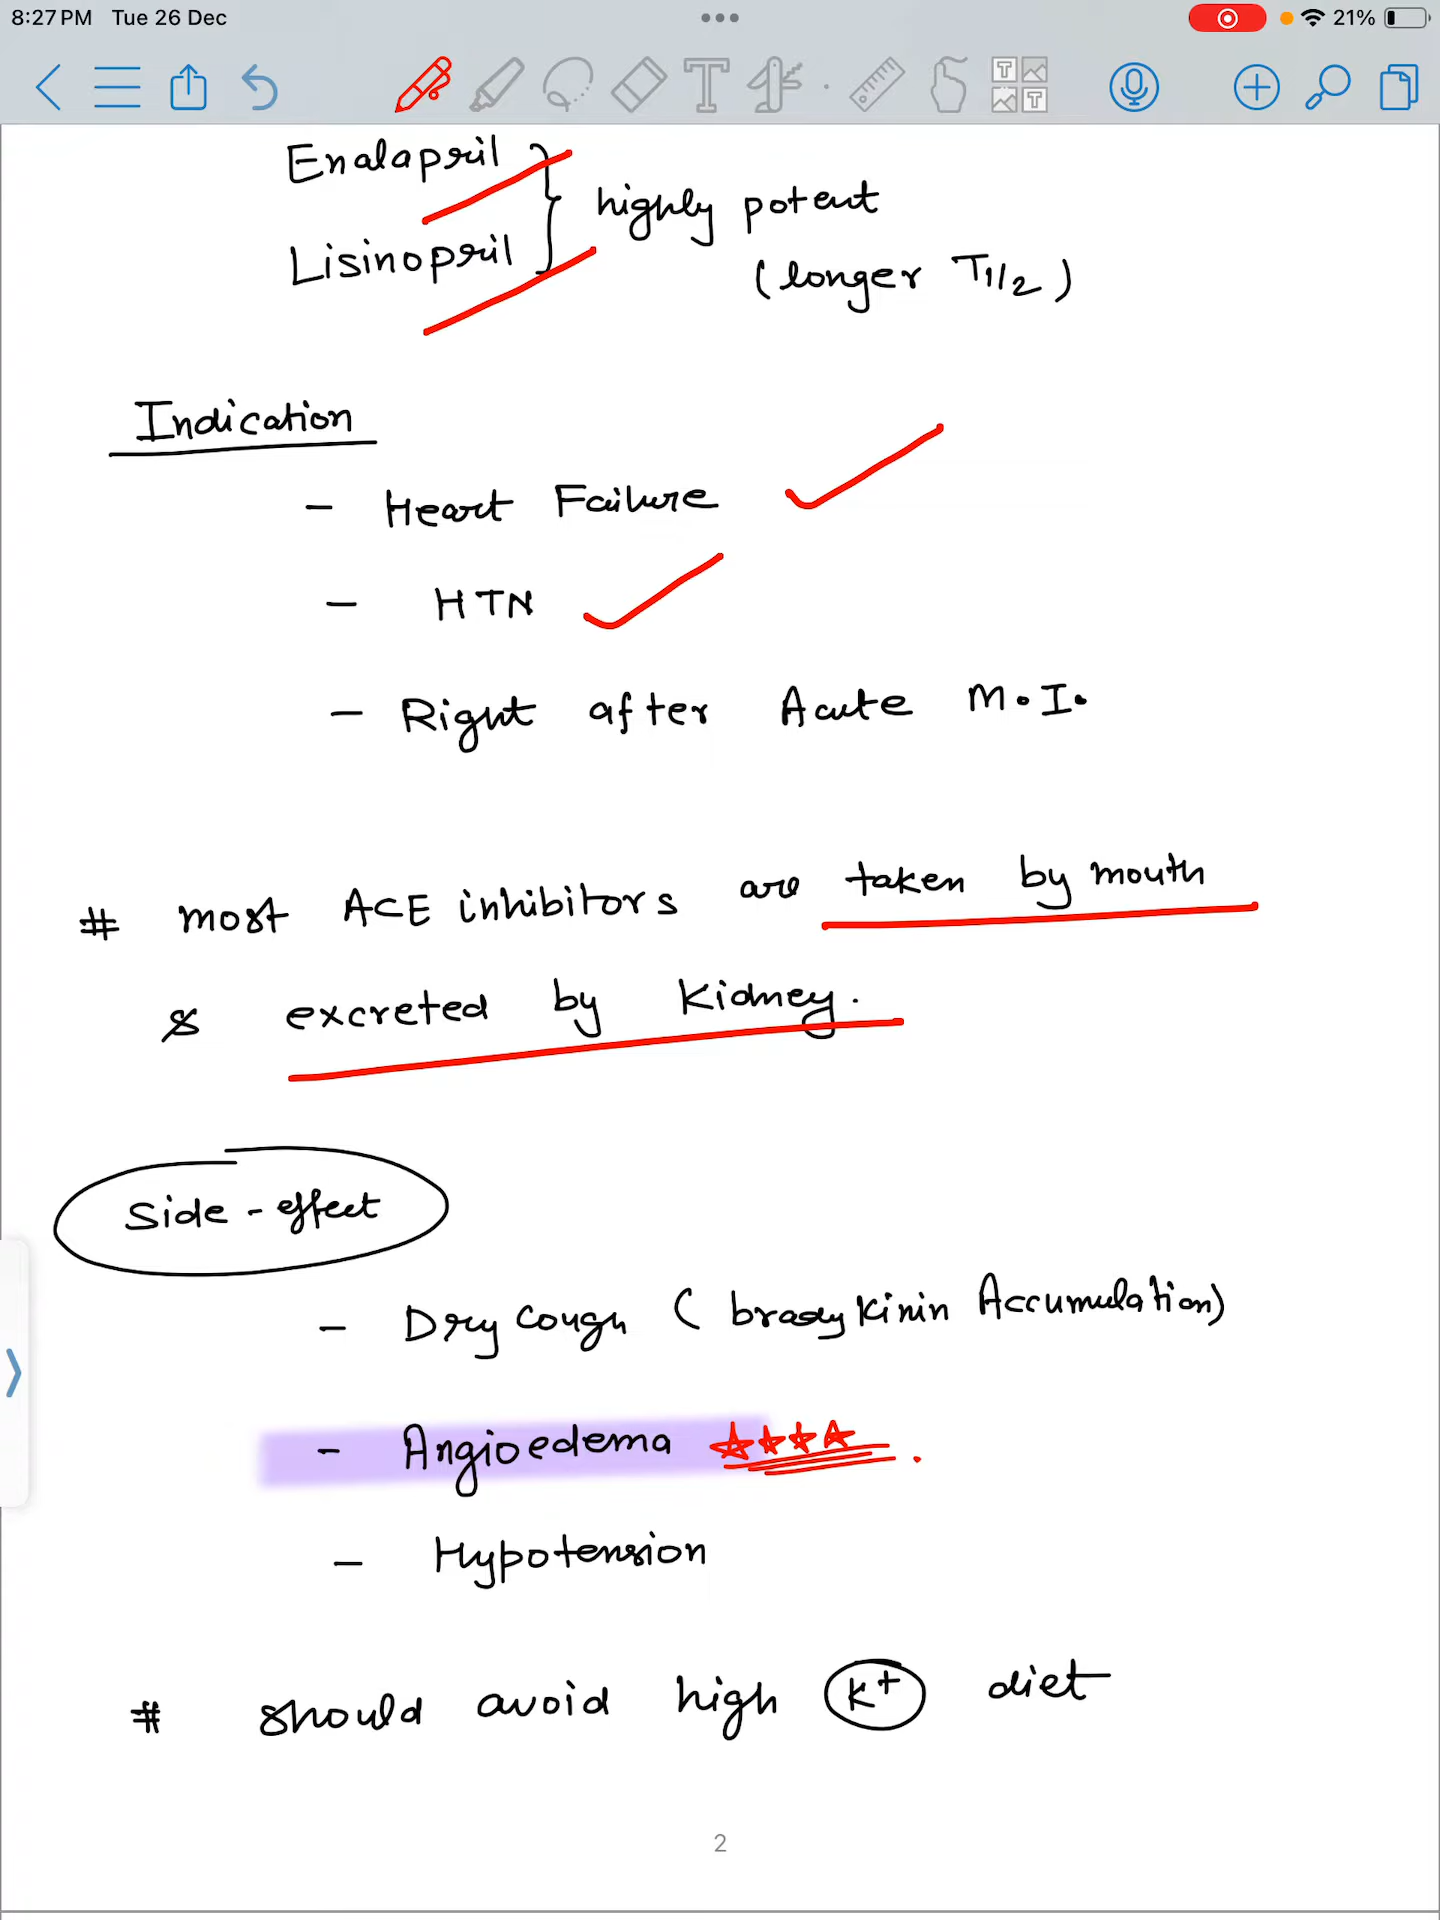 8:27 PM Tue 26 Dec 21%
Enalapril
Lisinopril
highly potent
(longer T1/2)
Indication
- Heart Failure
- HTN
- Right after Acute M.I.
# most ACE inhibitors are taken by mouth
& excreted by Kidney.
Side-effect
- Dry cough (bradykinin Accumulation)
- Angioedema
- Hypotension
# should avoid high K+ diet
2